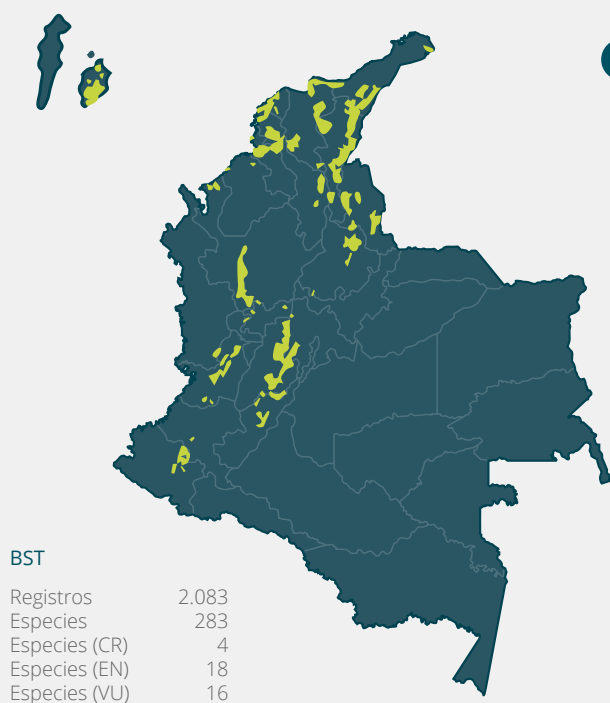 BST
Registros 2.083
Especies 283
Especies (CR) 4
Especies (EN) 18
Especies (VU) 16